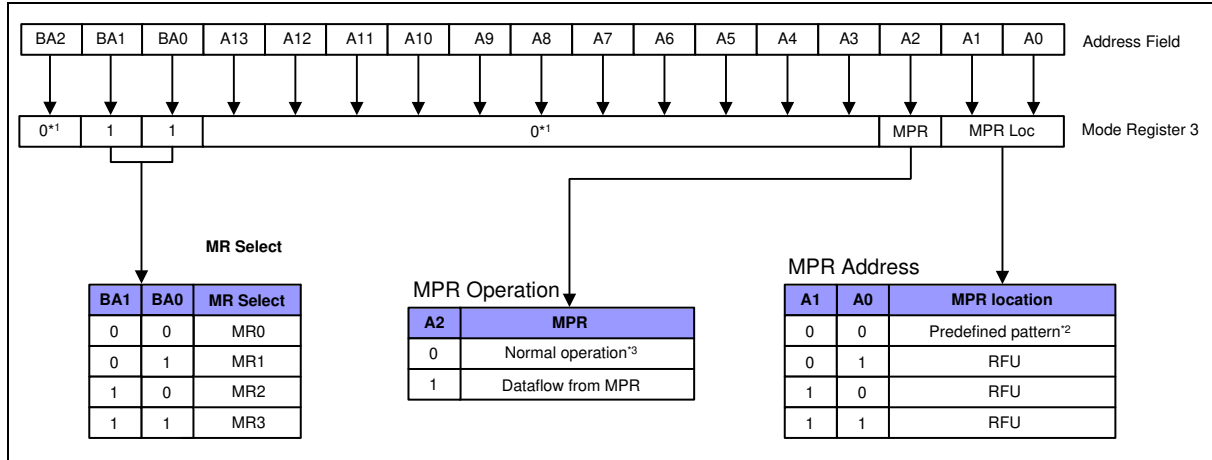 BA2 BA1 BA0 A13 A12 A11 A10 A9 A8 A7 A6 A5 A4 A3 A2 A1 A0 Address Field
0*1 1 1 0*1 MPR MPR Loc Mode Register 3
MR Select
BA1 BA0 MR Select
0 0 MR0
0 1 MR1
1 0 MR2
1 1 MR3
MPR Operation
A2 MPR
0 Normal operation*3
1 Dataflow from MPR
MPR Address
A1 A0 MPR location
0 0 Predefined pattern*2
0 1 RFU
1 0 RFU
1 1 RFU